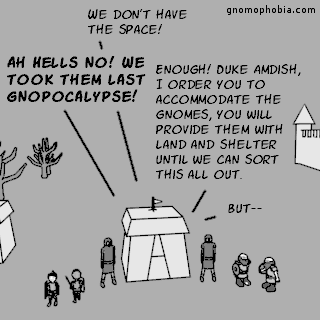 gnomophobia.com
WE DON'T HAVE
THE SPACE!
AH HELLS NO! WE
TOOK THEM LAST
GNOPOCALYPSE!
ENOUGH! DUKE AMDISH,
I ORDER YOU TO
ACCOMMODATE THE
GNOMES, YOU WILL
PROVIDE THEM WITH
LAND AND SHELTER
UNTIL WE CAN SORT
THIS ALL OUT.
BUT--